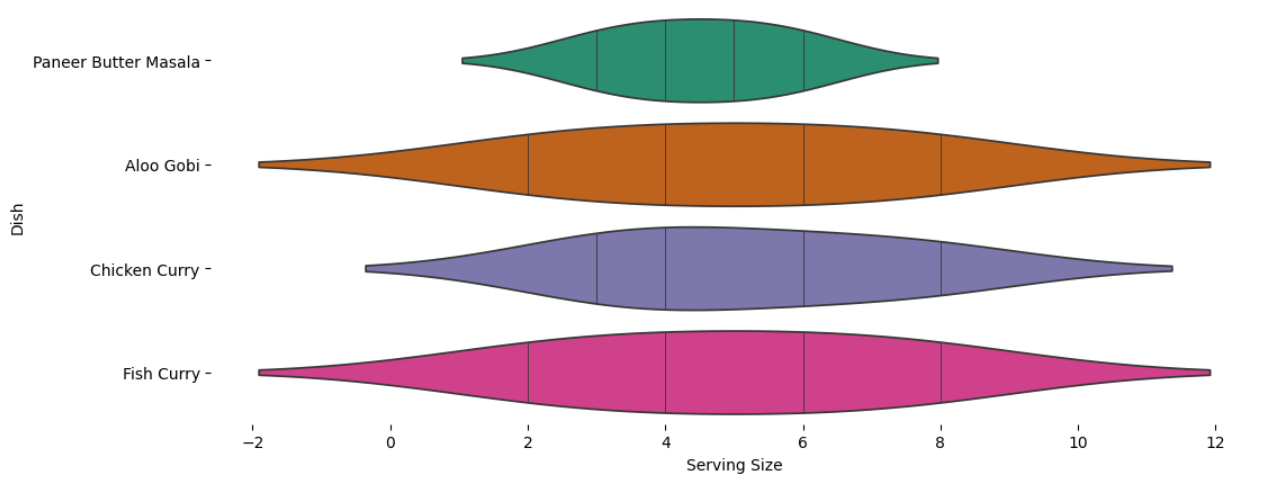 Paneer Butter Masala
Aloo Gobi
Dish
Chicken Curry
Fish Curry
−2 0 2 4 6 8 10 12
Serving Size